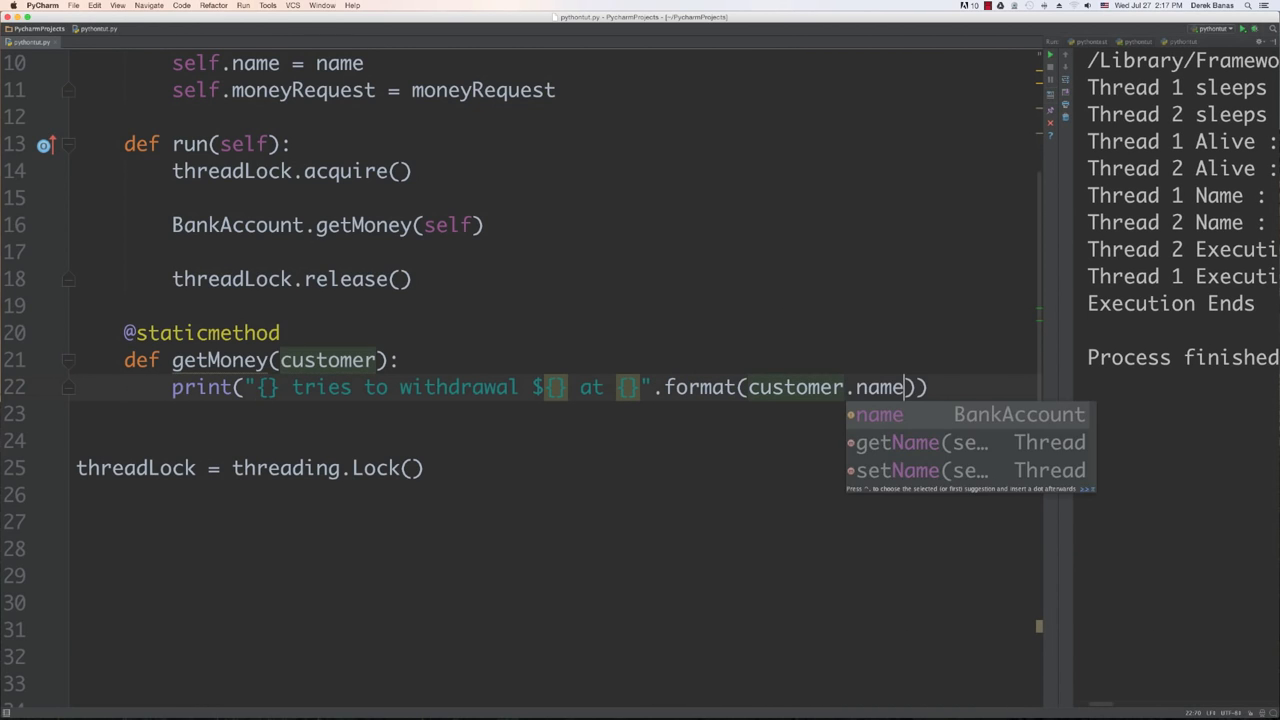 PyCharm File Edit View Navigate Code Refactor Run Tools VCS Window Help 10 Wed Jul 27 2:17 PM Derek Banas
pythontut.py - PycharmProjects - [~/PycharmProjects]
PycharmProjects pythontut.py pythontut
pythontut.py Run pythontut pythontut pythontut
10 self.name = name
11 self.moneyRequest = moneyRequest
12
13 def run(self):
14 threadLock.acquire()
15
16 BankAccount.getMoney(self)
17
18 threadLock.release()
19
20 @staticmethod
21 def getMoney(customer):
22 print("{} tries to withdrawal ${} at {}".format(customer.name))
name BankAccount
getName(se… Thread
setName(se… Thread
Press ^. to choose the selected (or first) suggestion and insert a dot afterwards >>
23
24
25 threadLock = threading.Lock()
26
27
28
29
30
31
32
33
34
/Library/Framewo
Thread 1 sleeps
Thread 2 sleeps
Thread 1 Alive :
Thread 2 Alive :
Thread 1 Name :
Thread 2 Name :
Thread 2 Executi
Thread 1 Executi
Execution Ends
Process finished
22:70 LF÷ UTF-8÷